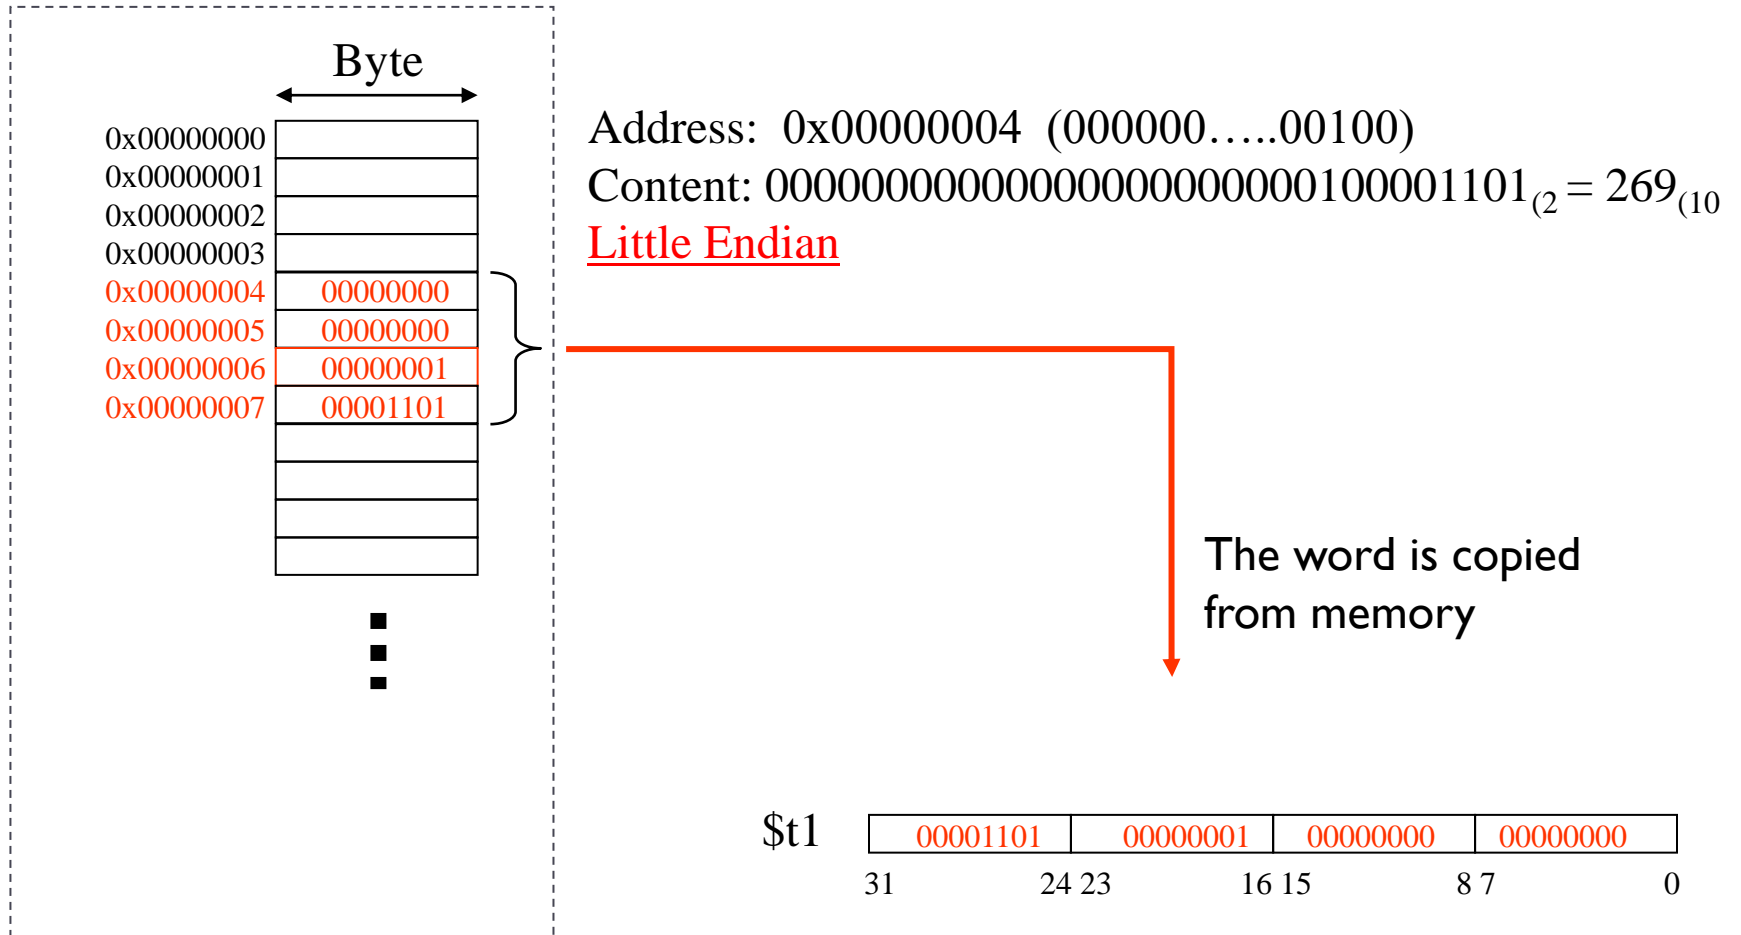 Byte
Address: 0x00000004 (000000.....00100)
Content: 00000000000000000000000100001101(2 = 269(10
Little Endian
0x00000000
0x00000001
0x00000002
0x00000003
0x00000004 00000000
0x00000005 00000000
0x00000006 00000001
0x00000007 00001101
The word is copied
from memory
$t1 00001101 00000001 00000000 00000000
31 24 23 16 15 8 7 0